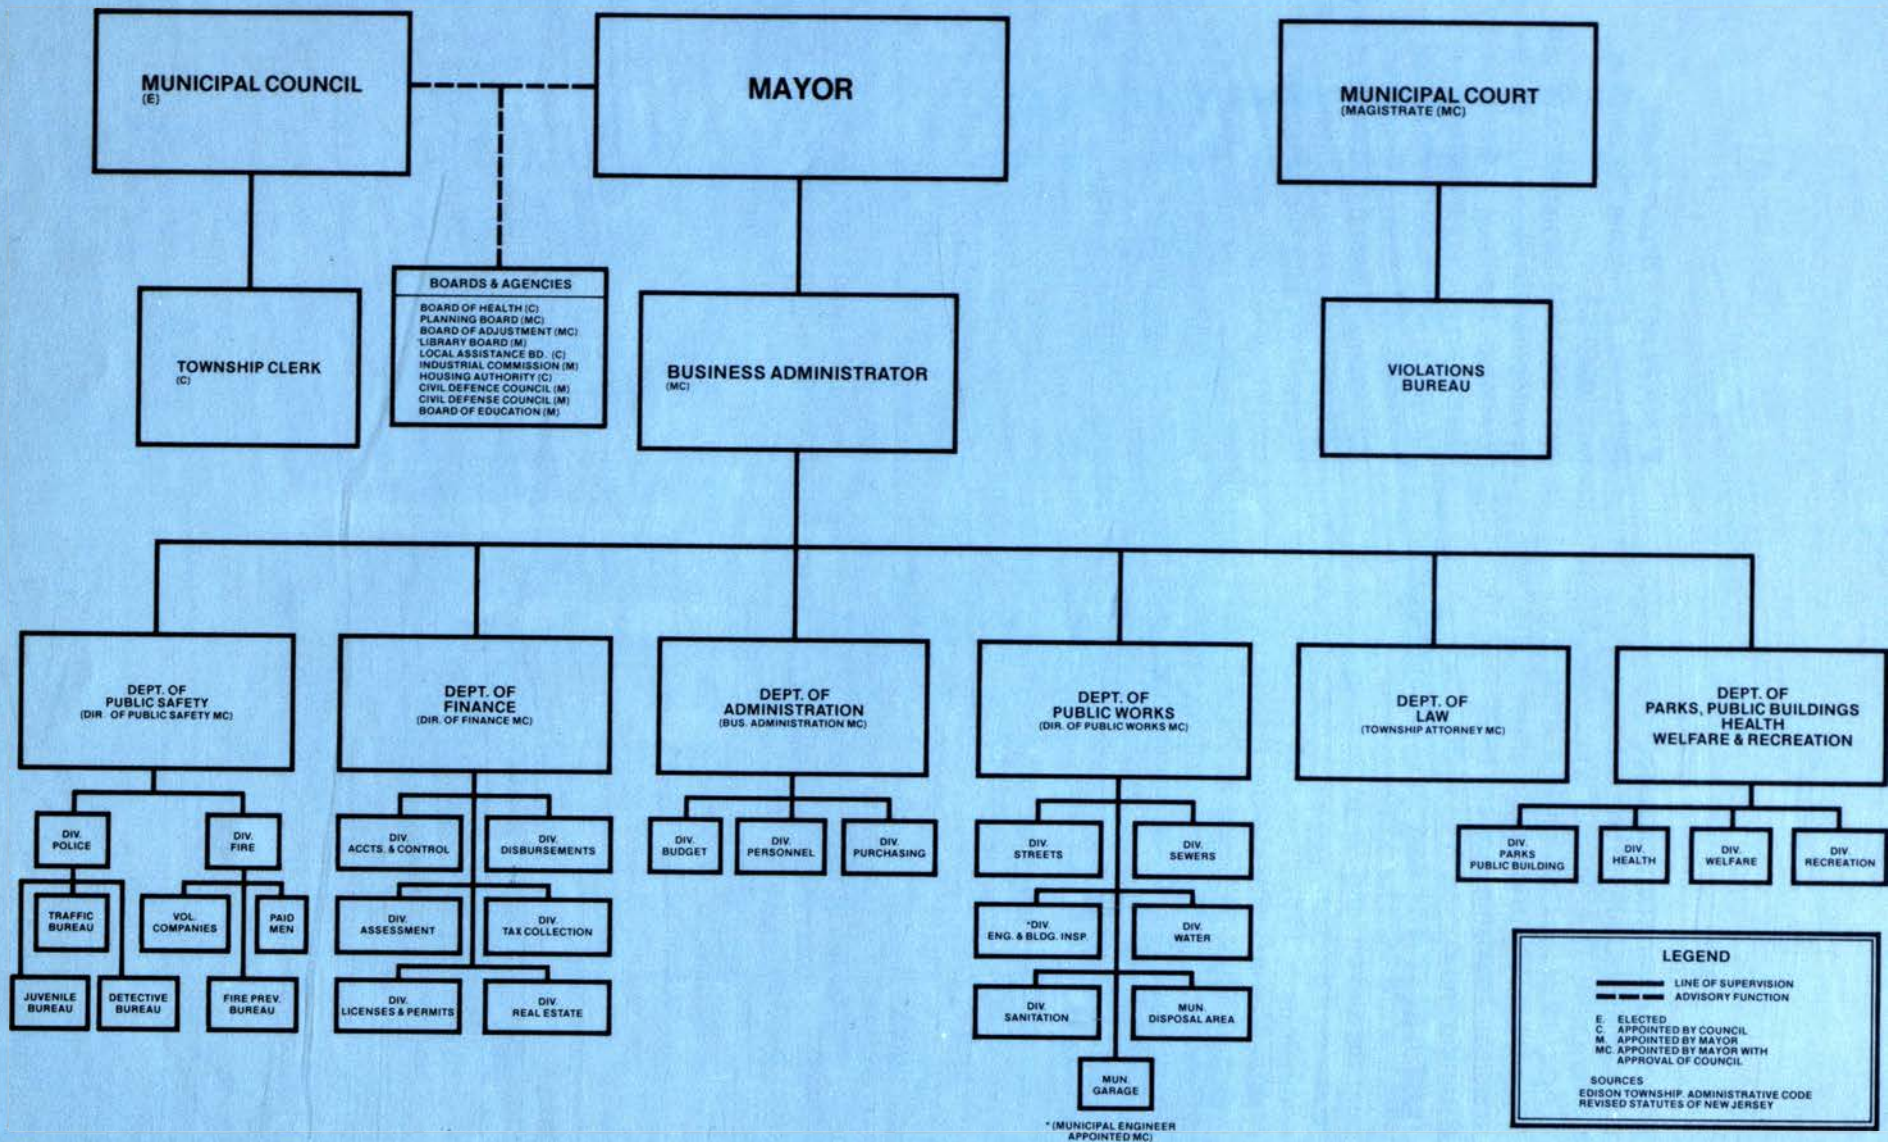 MUNICIPAL COUNCIL
(E)
MAYOR
MUNICIPAL COURT
(MAGISTRATE (MC)
TOWNSHIP CLERK
(C)
BOARDS & AGENCIES
BOARD OF HEALTH (C)
PLANNING BOARD (MC)
BOARD OF ADJUSTMENT (MC)
LIBRARY BOARD (M)
LOCAL ASSISTANCE BD. (C)
INDUSTRIAL COMMISSION (M)
HOUSING AUTHORITY (C)
CIVIL DEFENCE COUNCIL (M)
CIVIL DEFENSE COUNCIL (M)
BOARD OF EDUCATION (M)
BUSINESS ADMINISTRATOR
(MC)
VIOLATIONS
BUREAU
DEPT. OF
PUBLIC SAFETY
(DIR. OF PUBLIC SAFETY MC)
DEPT. OF
FINANCE
(DIR. OF FINANCE MC)
DEPT. OF
ADMINISTRATION
(BUS. ADMINISTRATION MC)
DEPT. OF
PUBLIC WORKS
(DIR. OF PUBLIC WORKS MC)
DEPT. OF
LAW
(TOWNSHIP ATTORNEY MC)
DEPT. OF
PARKS, PUBLIC BUILDINGS
HEALTH
WELFARE & RECREATION
DIV.
POLICE
DIV.
FIRE
TRAFFIC
BUREAU
VOL.
COMPANIES
PAID
MEN
JUVENILE
BUREAU
DETECTIVE
BUREAU
FIRE PREV.
BUREAU
DIV.
ACCTS. & CONTROL
DIV.
DISBURSEMENTS
DIV.
ASSESSMENT
DIV.
TAX COLLECTION
DIV.
LICENSES & PERMITS
DIV.
REAL ESTATE
DIV.
BUDGET
DIV.
PERSONNEL
DIV.
PURCHASING
DIV.
STREETS
DIV.
SEWERS
*DIV.
ENG. & BLDG. INSP.
DIV.
WATER
DIV.
SANITATION
MUN.
DISPOSAL AREA
MUN.
GARAGE
*(MUNICIPAL ENGINEER
APPOINTED MC)
DIV.
PARKS
PUBLIC BUILDING
DIV.
HEALTH
DIV.
WELFARE
DIV.
RECREATION
LEGEND
LINE OF SUPERVISION
ADVISORY FUNCTION
E. ELECTED
C. APPOINTED BY COUNCIL
M. APPOINTED BY MAYOR
MC. APPOINTED BY MAYOR WITH
APPROVAL OF COUNCIL
SOURCES
EDISON TOWNSHIP. ADMINISTRATIVE CODE
REVISED STATUTES OF NEW JERSEY